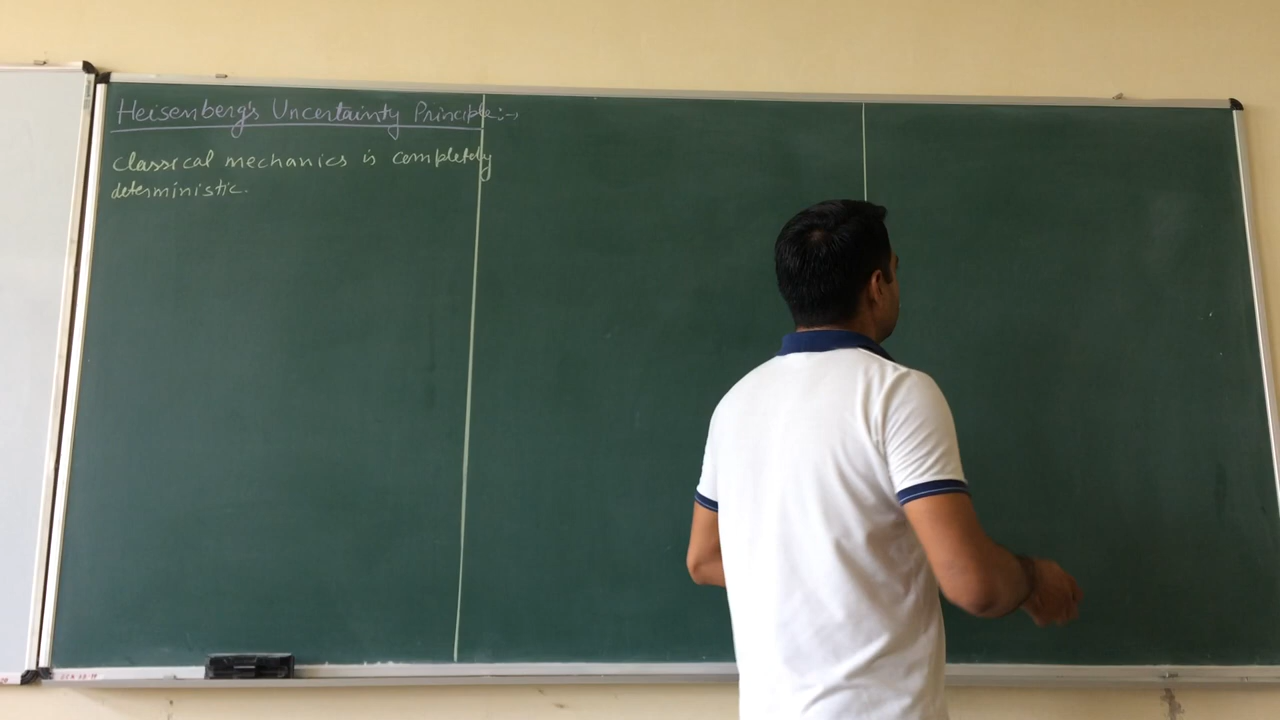 Heisenberg's Uncertainty Principle:→
Classical mechanics is completely
deterministic.